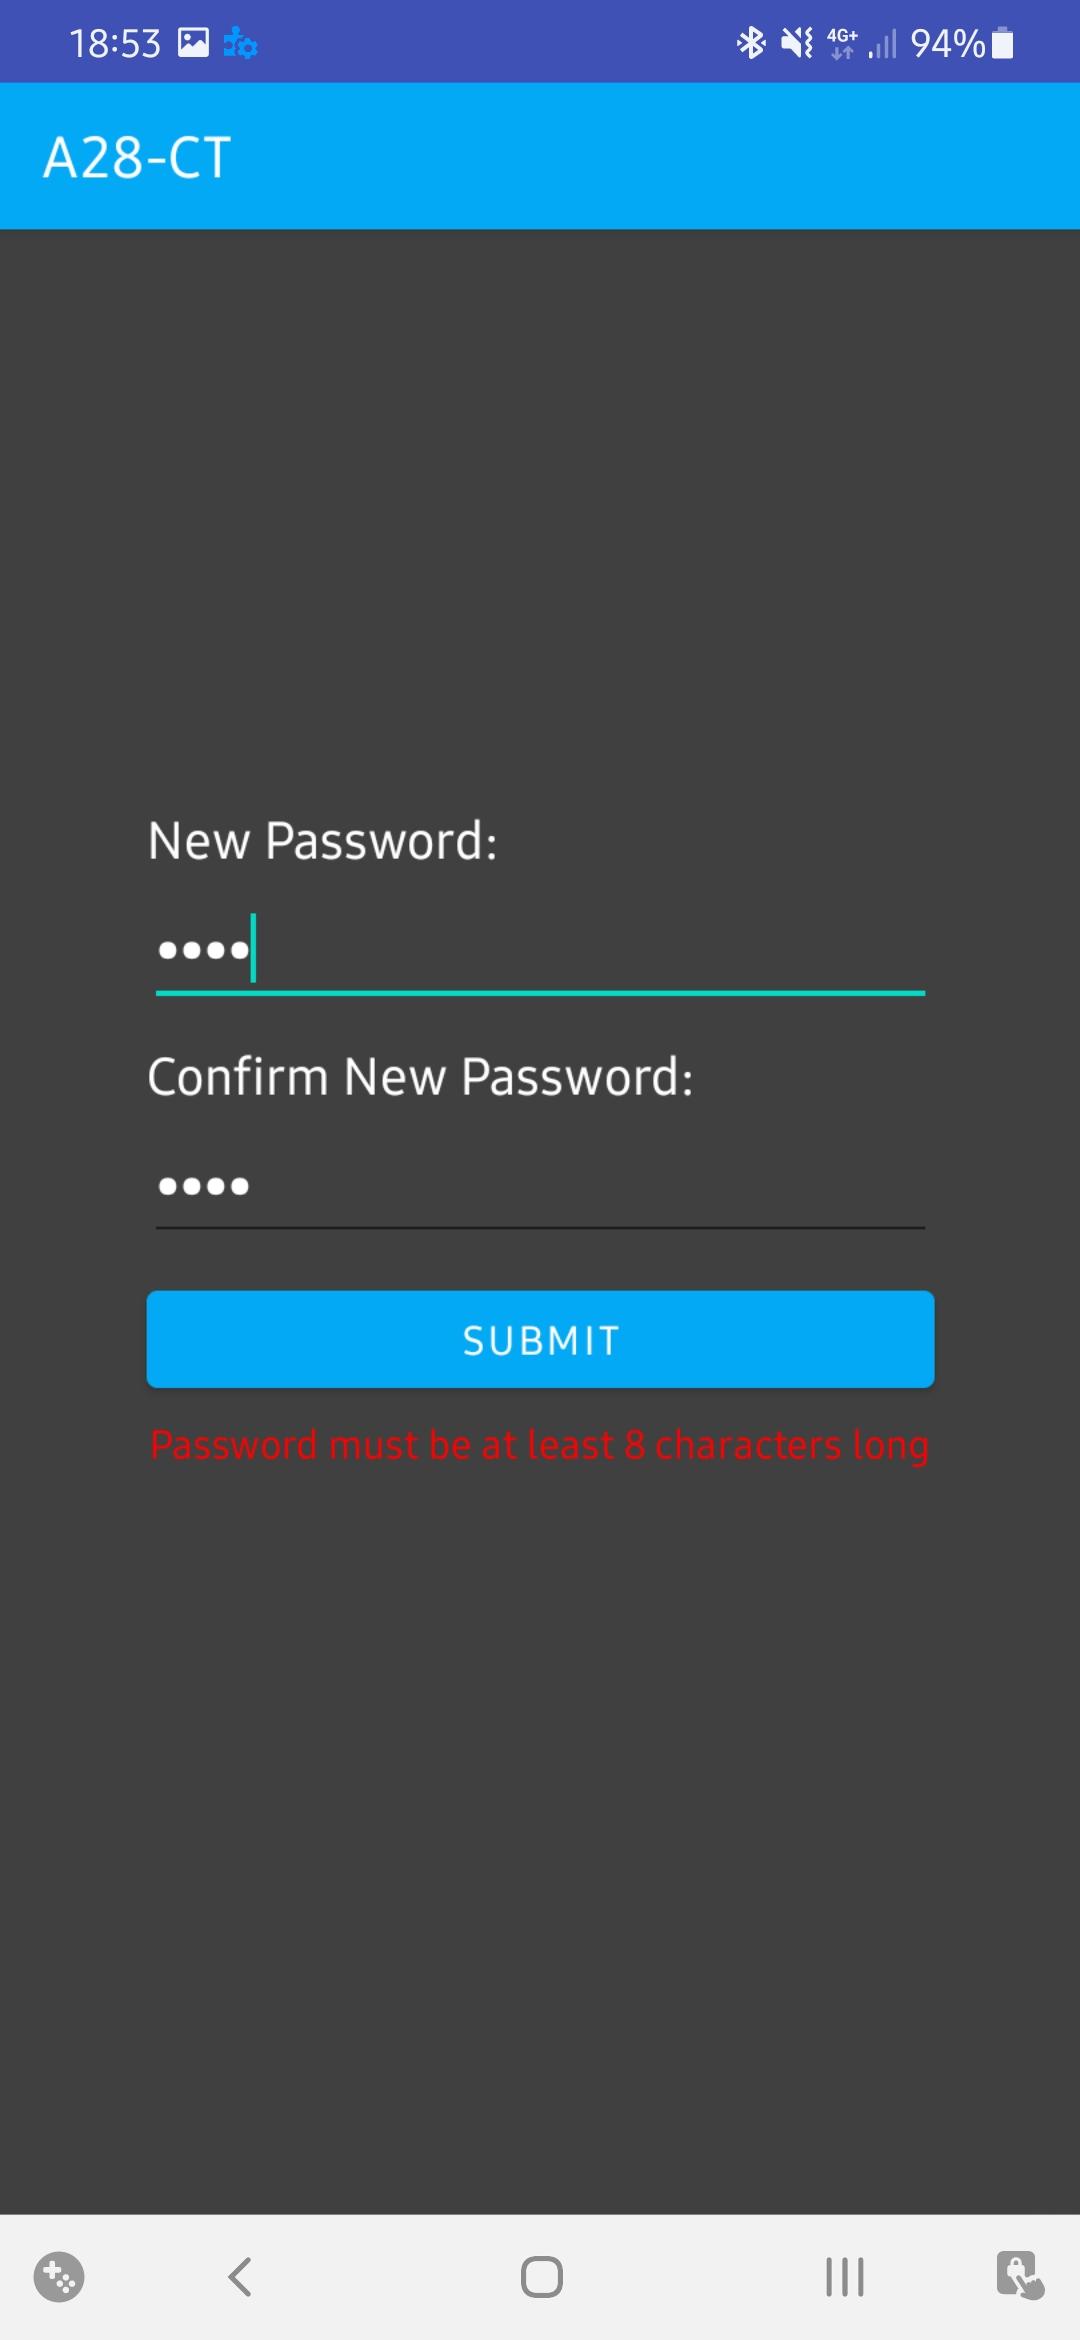 18:53 4G+ 94%
A28-CT
New Password:
••••
Confirm New Password:
••••
SUBMIT
Password must be at least 8 characters long